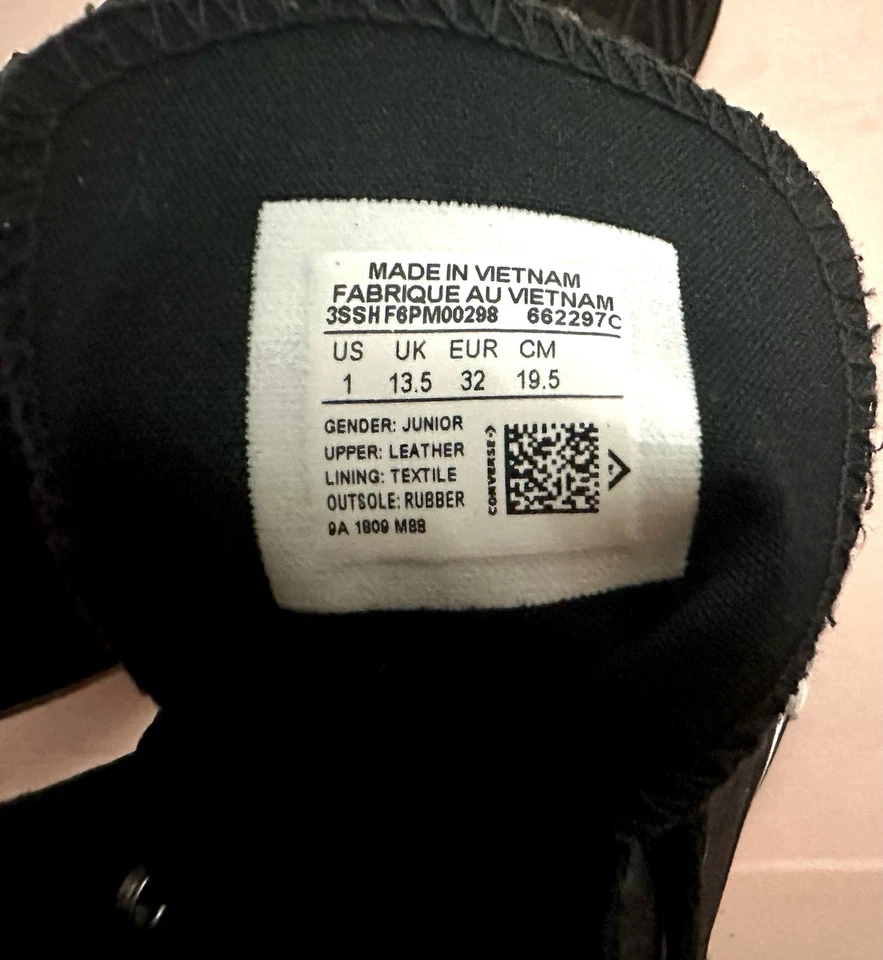 MADE IN VIETNAM
FABRIQUE AU VIETNAM
3SSH F6PM00298 662297C
US UK EUR CM
1 13.5 32 19.5
GENDER: JUNIOR
UPPER: LEATHER
LINING: TEXTILE
OUTSOLE: RUBBER
9A 1809 M88
CONVERSE